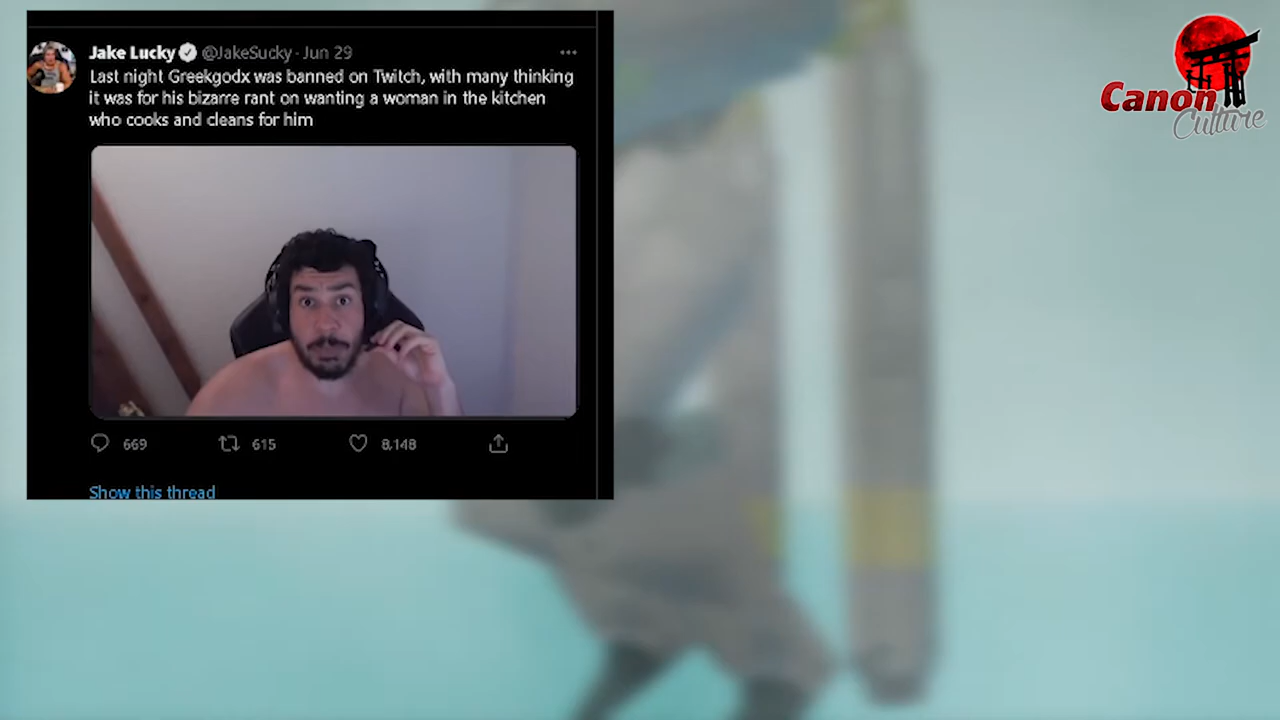 Jake Lucky @JakeSucky · Jun 29
Last night Greekgodx was banned on Twitch, with many thinking
it was for his bizarre rant on wanting a woman in the kitchen
who cooks and cleans for him
669 615 8,148
Show this thread
Canon
Culture